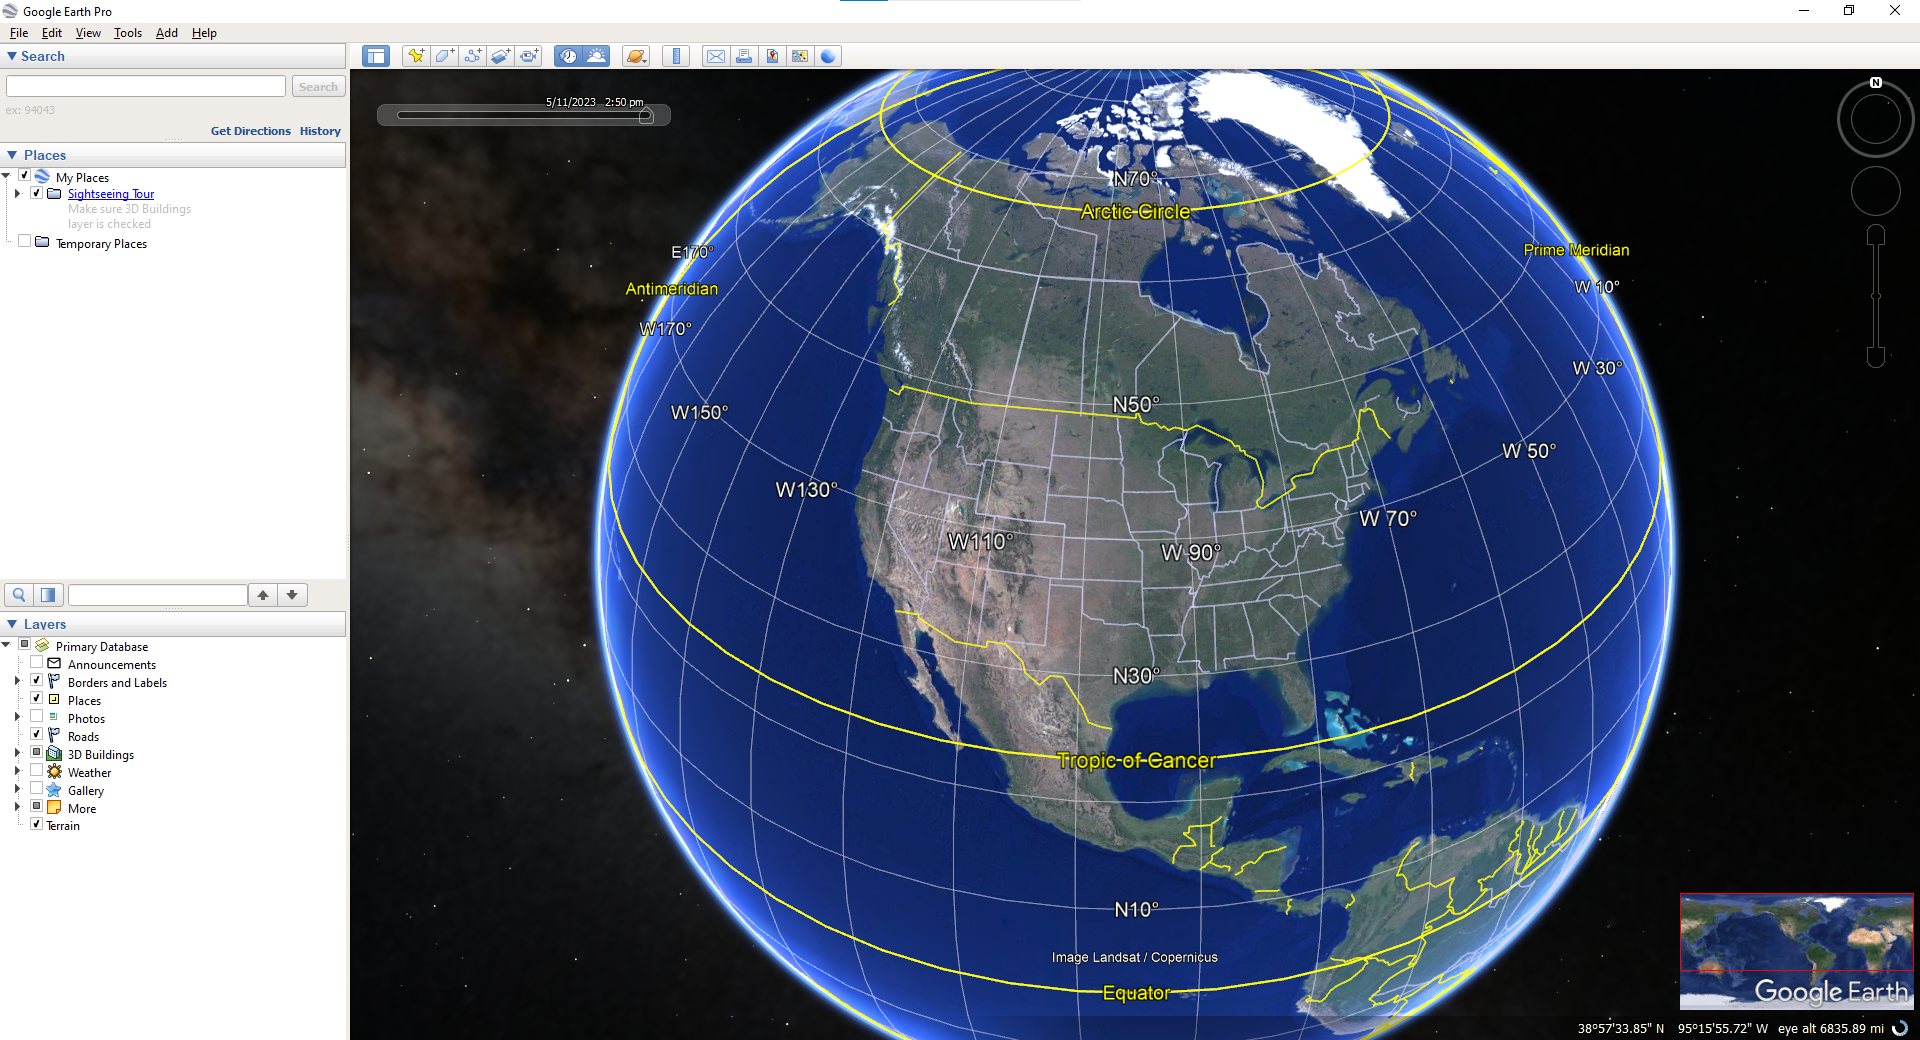 Google Earth Pro
File Edit View Tools Add Help
Search
Search
ex: 94043
Get Directions History
Places
My Places
Sightseeing Tour
Make sure 3D Buildings
layer is checked
Temporary Places
Layers
Primary Database
Announcements
Borders and Labels
Places
Photos
Roads
3D Buildings
Weather
Gallery
More
Terrain
5/11/2023 2:50 pm
N
N70°
Arctic Circle
E170°
Prime Meridian
Antimeridian
W 10°
W170°
W 30°
N50°
W150°
W 50°
W130°
W 70°
W110°
W 90°
N30°
Tropic of Cancer
N10°
Image Landsat / Copernicus
Equator
Google Earth
38°57'33.85" N 95°15'55.72" W eye alt 6835.89 mi